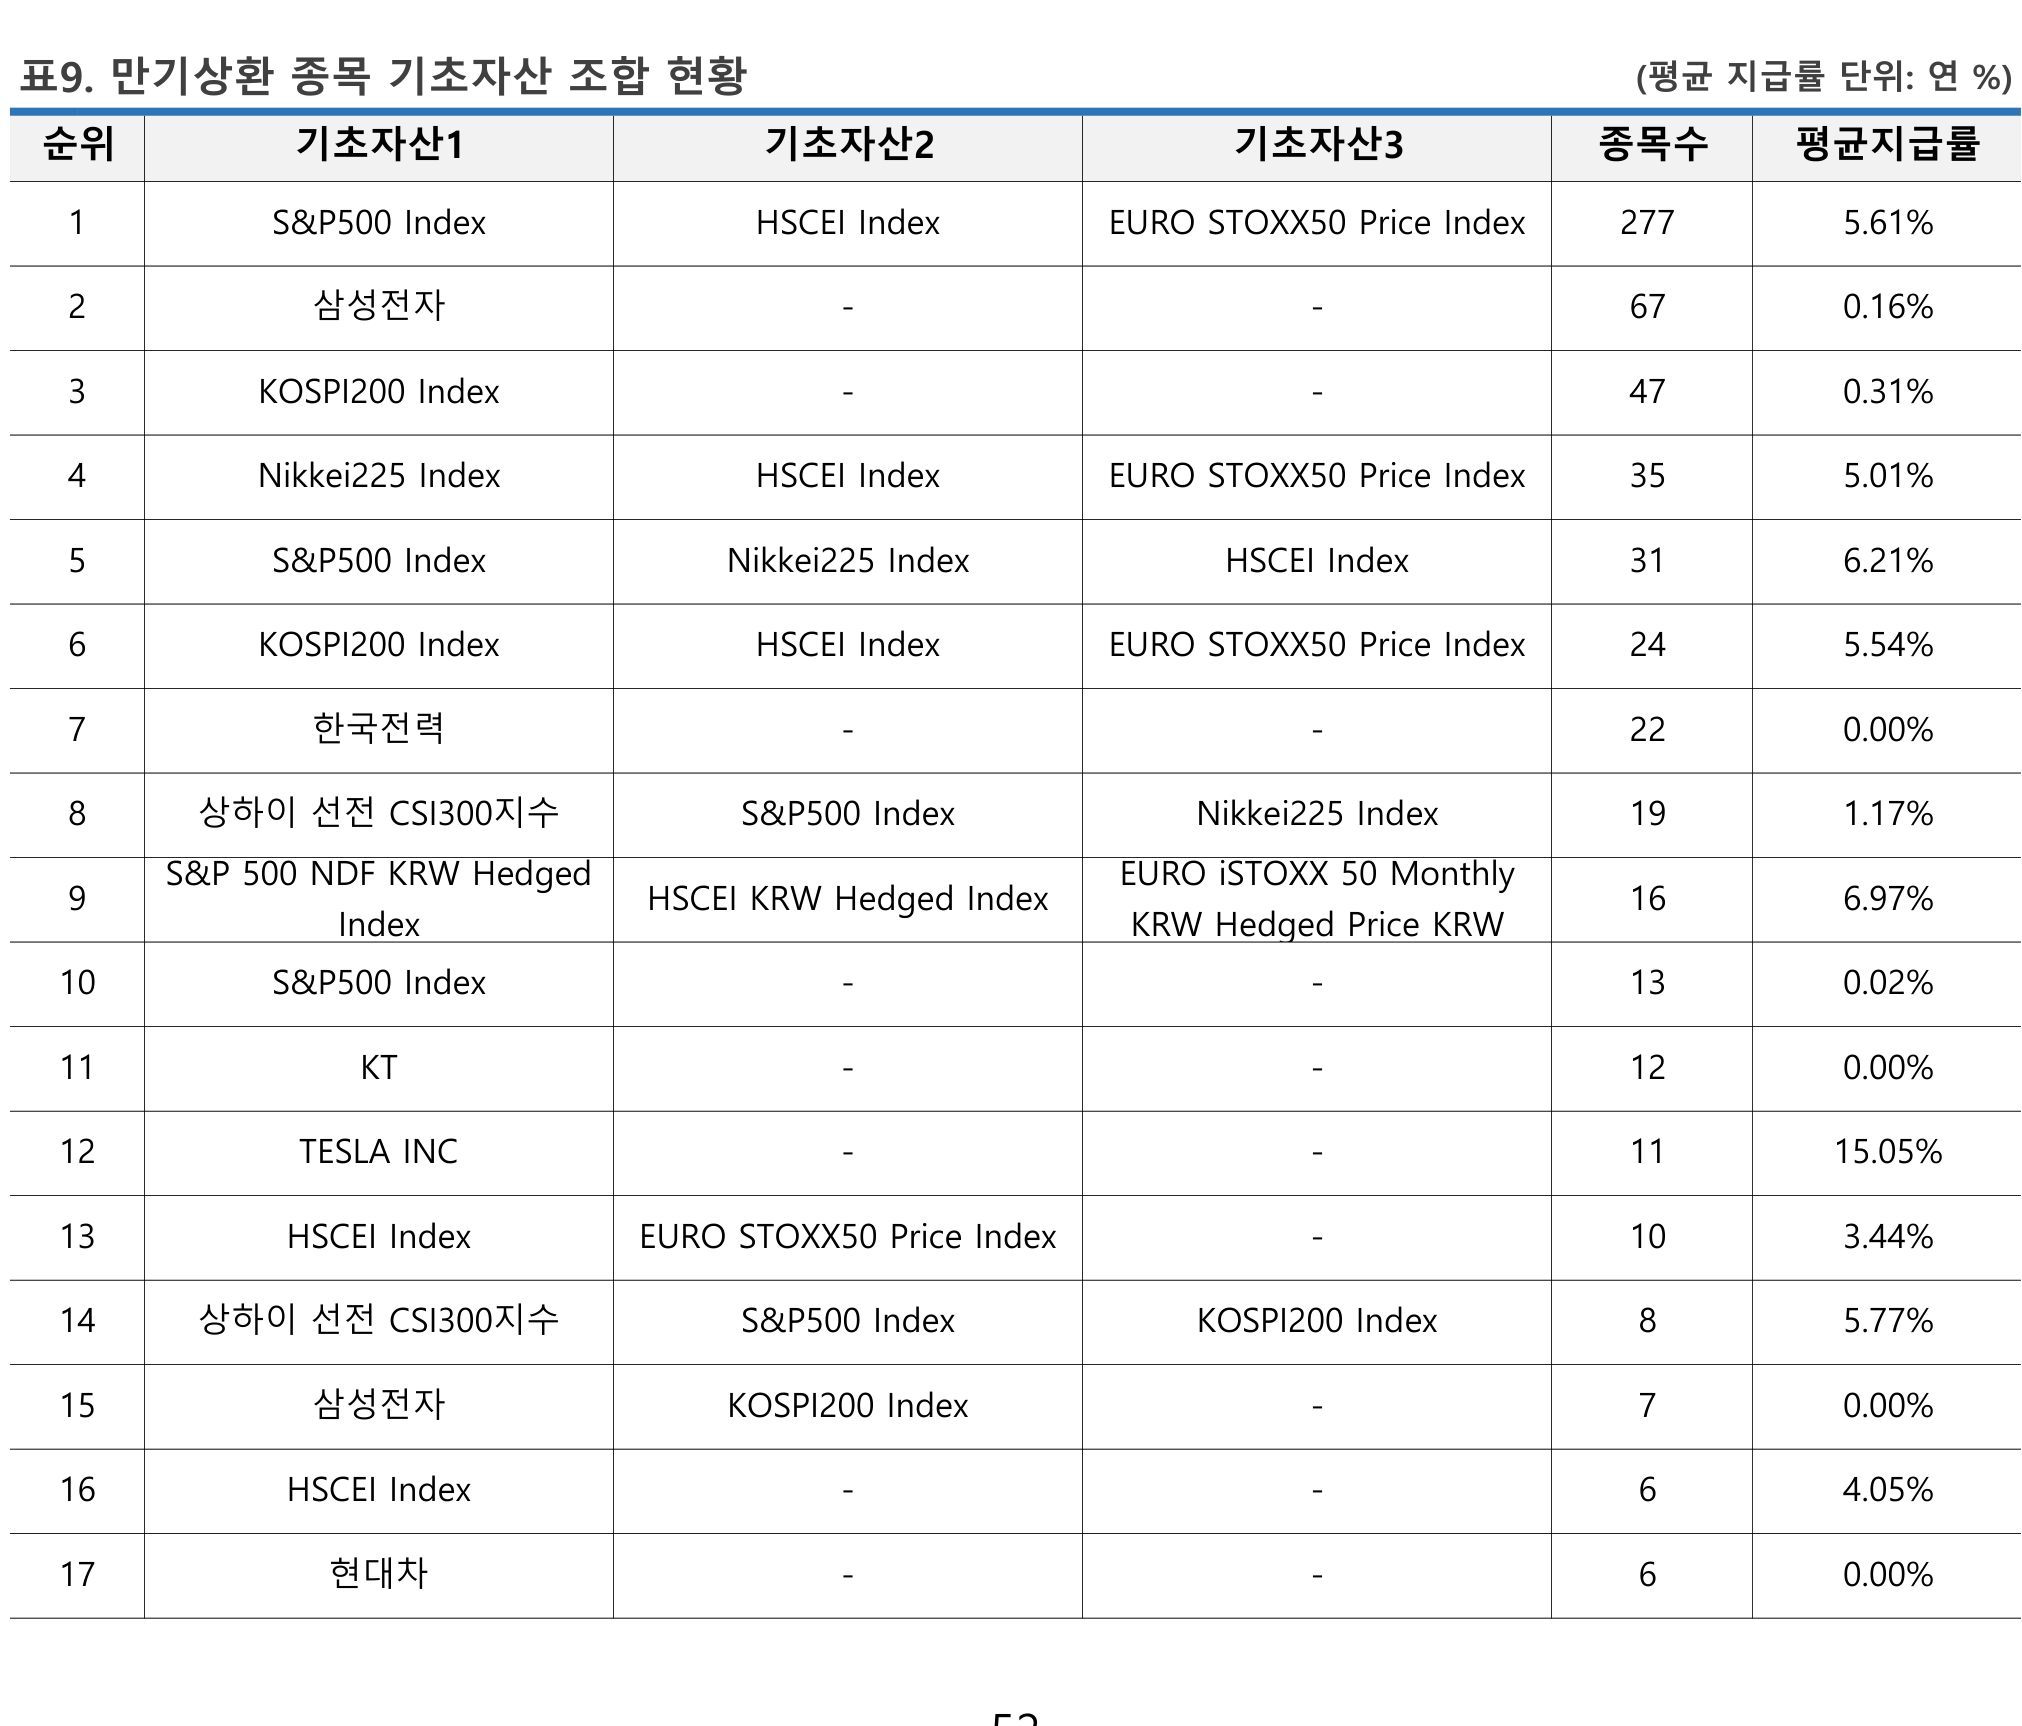 표9. 만기상환 종목 기초자산 조합 현황 (평균 지급률 단위: 연 %)
순위 기초자산1 기초자산2 기초자산3 종목수 평균지급률
1 S&P500 Index HSCEI Index EURO STOXX50 Price Index 277 5.61%
2 삼성전자 - - 67 0.16%
3 KOSPI200 Index - - 47 0.31%
4 Nikkei225 Index HSCEI Index EURO STOXX50 Price Index 35 5.01%
5 S&P500 Index Nikkei225 Index HSCEI Index 31 6.21%
6 KOSPI200 Index HSCEI Index EURO STOXX50 Price Index 24 5.54%
7 한국전력 - - 22 0.00%
8 상하이 선전 CSI300지수 S&P500 Index Nikkei225 Index 19 1.17%
9 S&P 500 NDF KRW Hedged
Index HSCEI KRW Hedged Index EURO iSTOXX 50 Monthly
KRW Hedged Price KRW 16 6.97%
10 S&P500 Index - - 13 0.02%
11 KT - - 12 0.00%
12 TESLA INC - - 11 15.05%
13 HSCEI Index EURO STOXX50 Price Index - 10 3.44%
14 상하이 선전 CSI300지수 S&P500 Index KOSPI200 Index 8 5.77%
15 삼성전자 KOSPI200 Index - 7 0.00%
16 HSCEI Index - - 6 4.05%
17 현대차 - - 6 0.00%